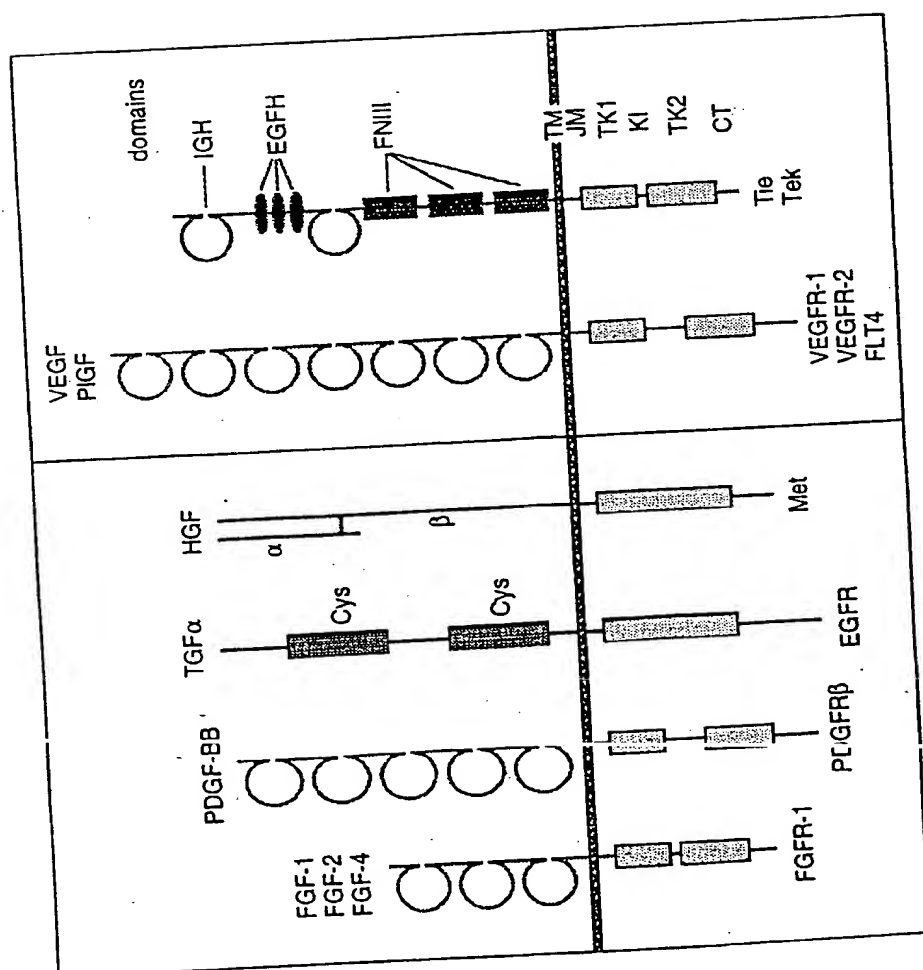 FGF-1
FGF-2
FGF-4
PDGF-BB
TGFα
HGF
VEGF
PlGF
domains
IGH
EGFH
FNIII
Cys
Cys
α
β
TM
JM
TK1
KI
TK2
CT
FGFR-1
PDGFRβ
EGFR
Met
VEGFR-1
VEGFR-2
FLT4
Tie
Tek